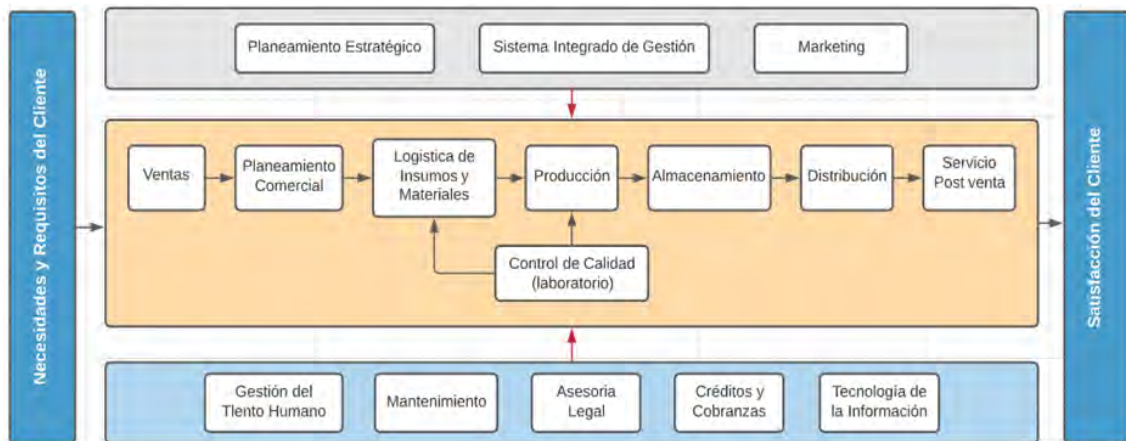 Necesidades y Requisitos del Cliente
Planeamiento Estratégico
Sistema Integrado de Gestión
Marketing
Ventas
Planeamiento
Comercial
Logistica de
Insumos y
Materiales
Producción
Almacenamiento
Distribución
Servicio
Post venta
Control de Calidad
(laboratorio)
Gestión del
Tlento Humano
Mantenimiento
Asesoria
Legal
Créditos y
Cobranzas
Tecnología de
la Información
Satisfacción del Cliente